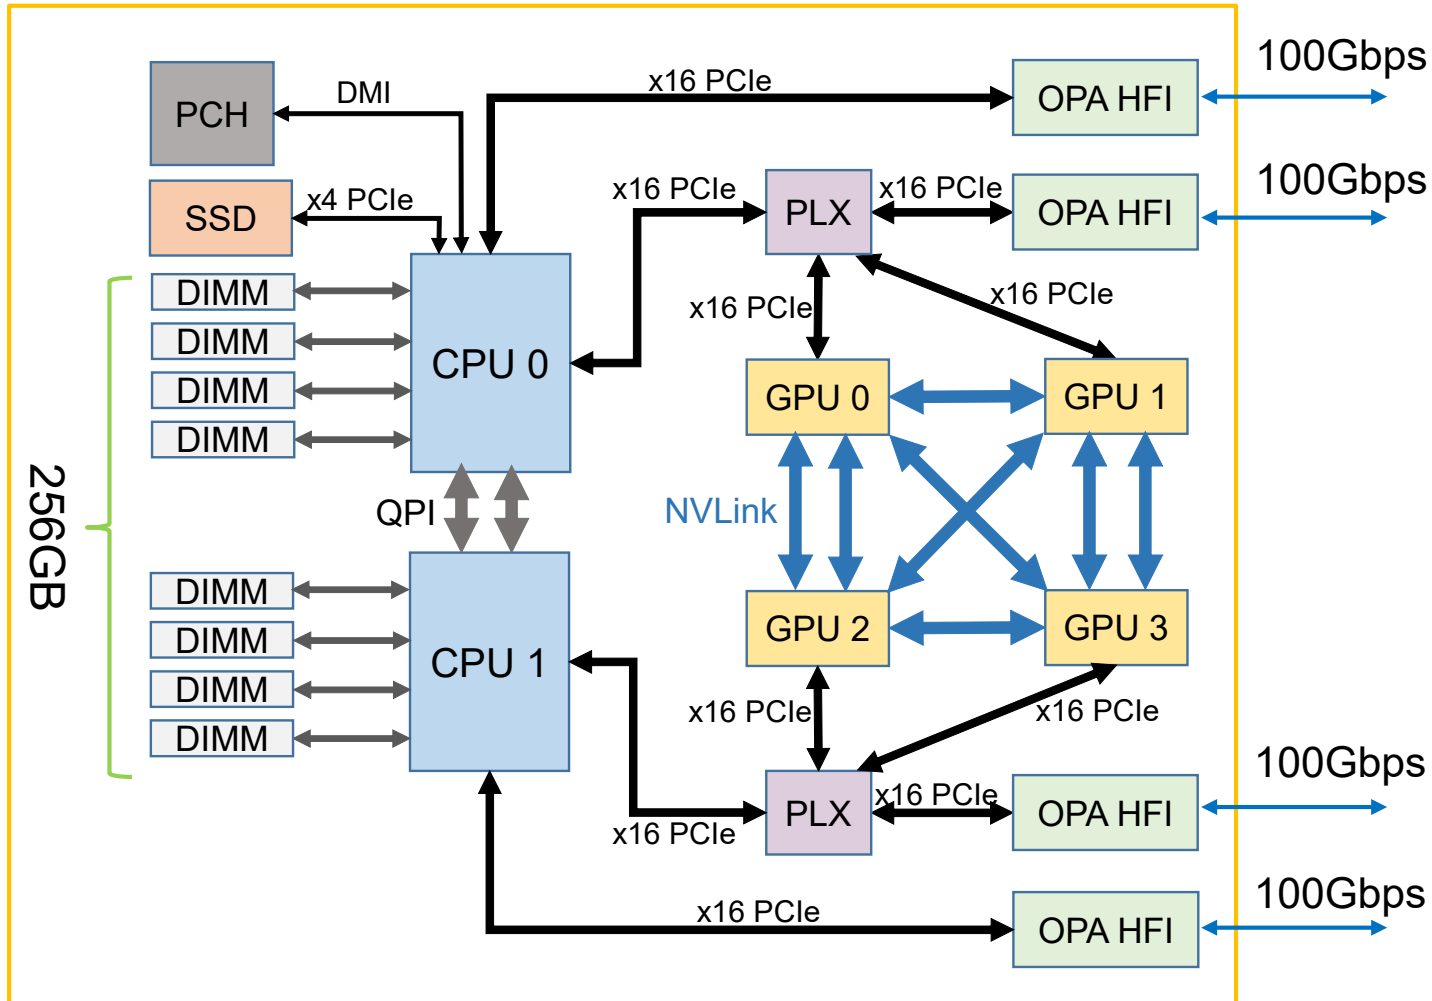 100Gbps
x16 PCIe
OPA HFI
DMI
PCH
100Gbps
x16 PCIe
x16 PCIe
PLX
OPA HFI
x4 PCIe
SSD
DIMM
x16 PCIe
x16 PCIe
DIMM
CPU 0
DIMM
GPU 0
GPU 1
DIMM
256GB
QPI
NVLink
DIMM
DIMM
GPU 2
GPU 3
CPU 1
DIMM
x16 PCIe
x16 PCIe
DIMM
100Gbps
x16 PCIe
PLX
OPA HFI
x16 PCIe
100Gbps
x16 PCIe
OPA HFI